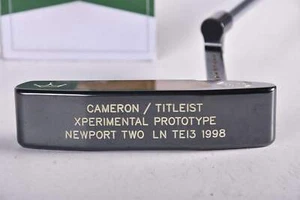 CAMERON / TITLEIST
XPERIMENTAL PROTOTYPE
NEWPORT TWO LN TEI3 1998